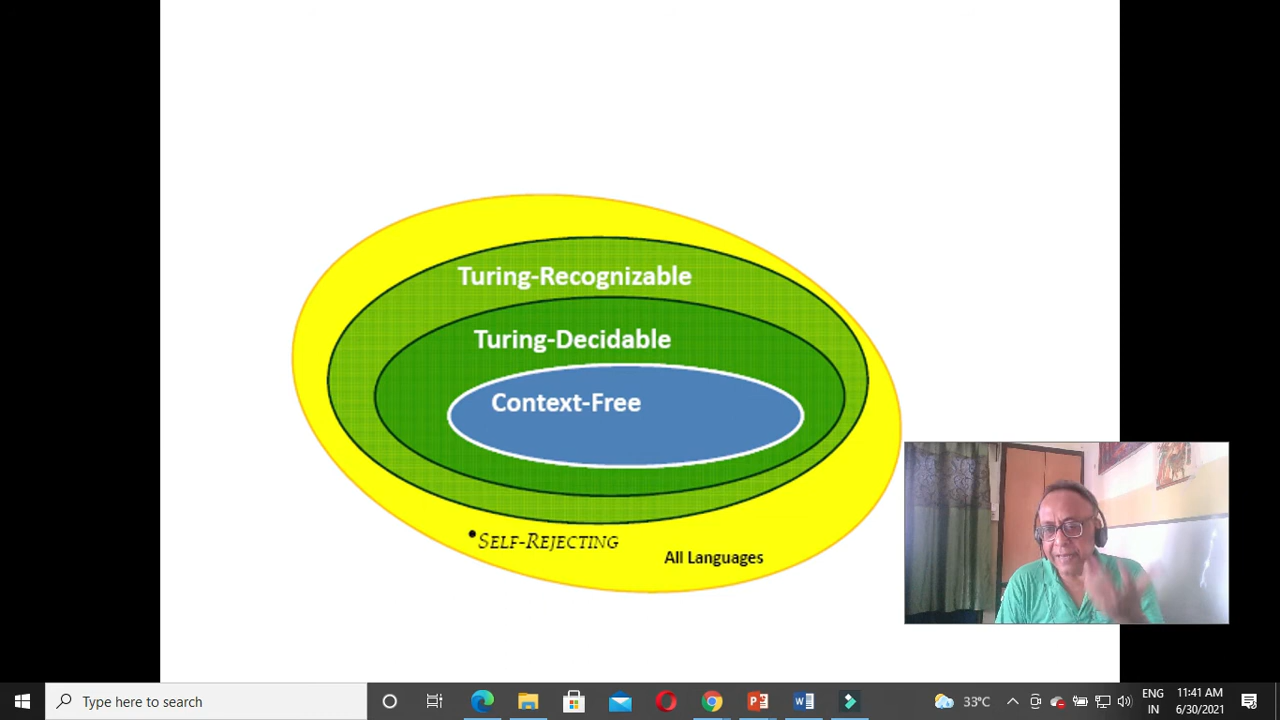 Turing-Recognizable
Turing-Decidable
Context-Free
•SELF-REJECTING
All Languages
Type here to search
33°C
ENG
IN
11:41 AM
6/30/2021